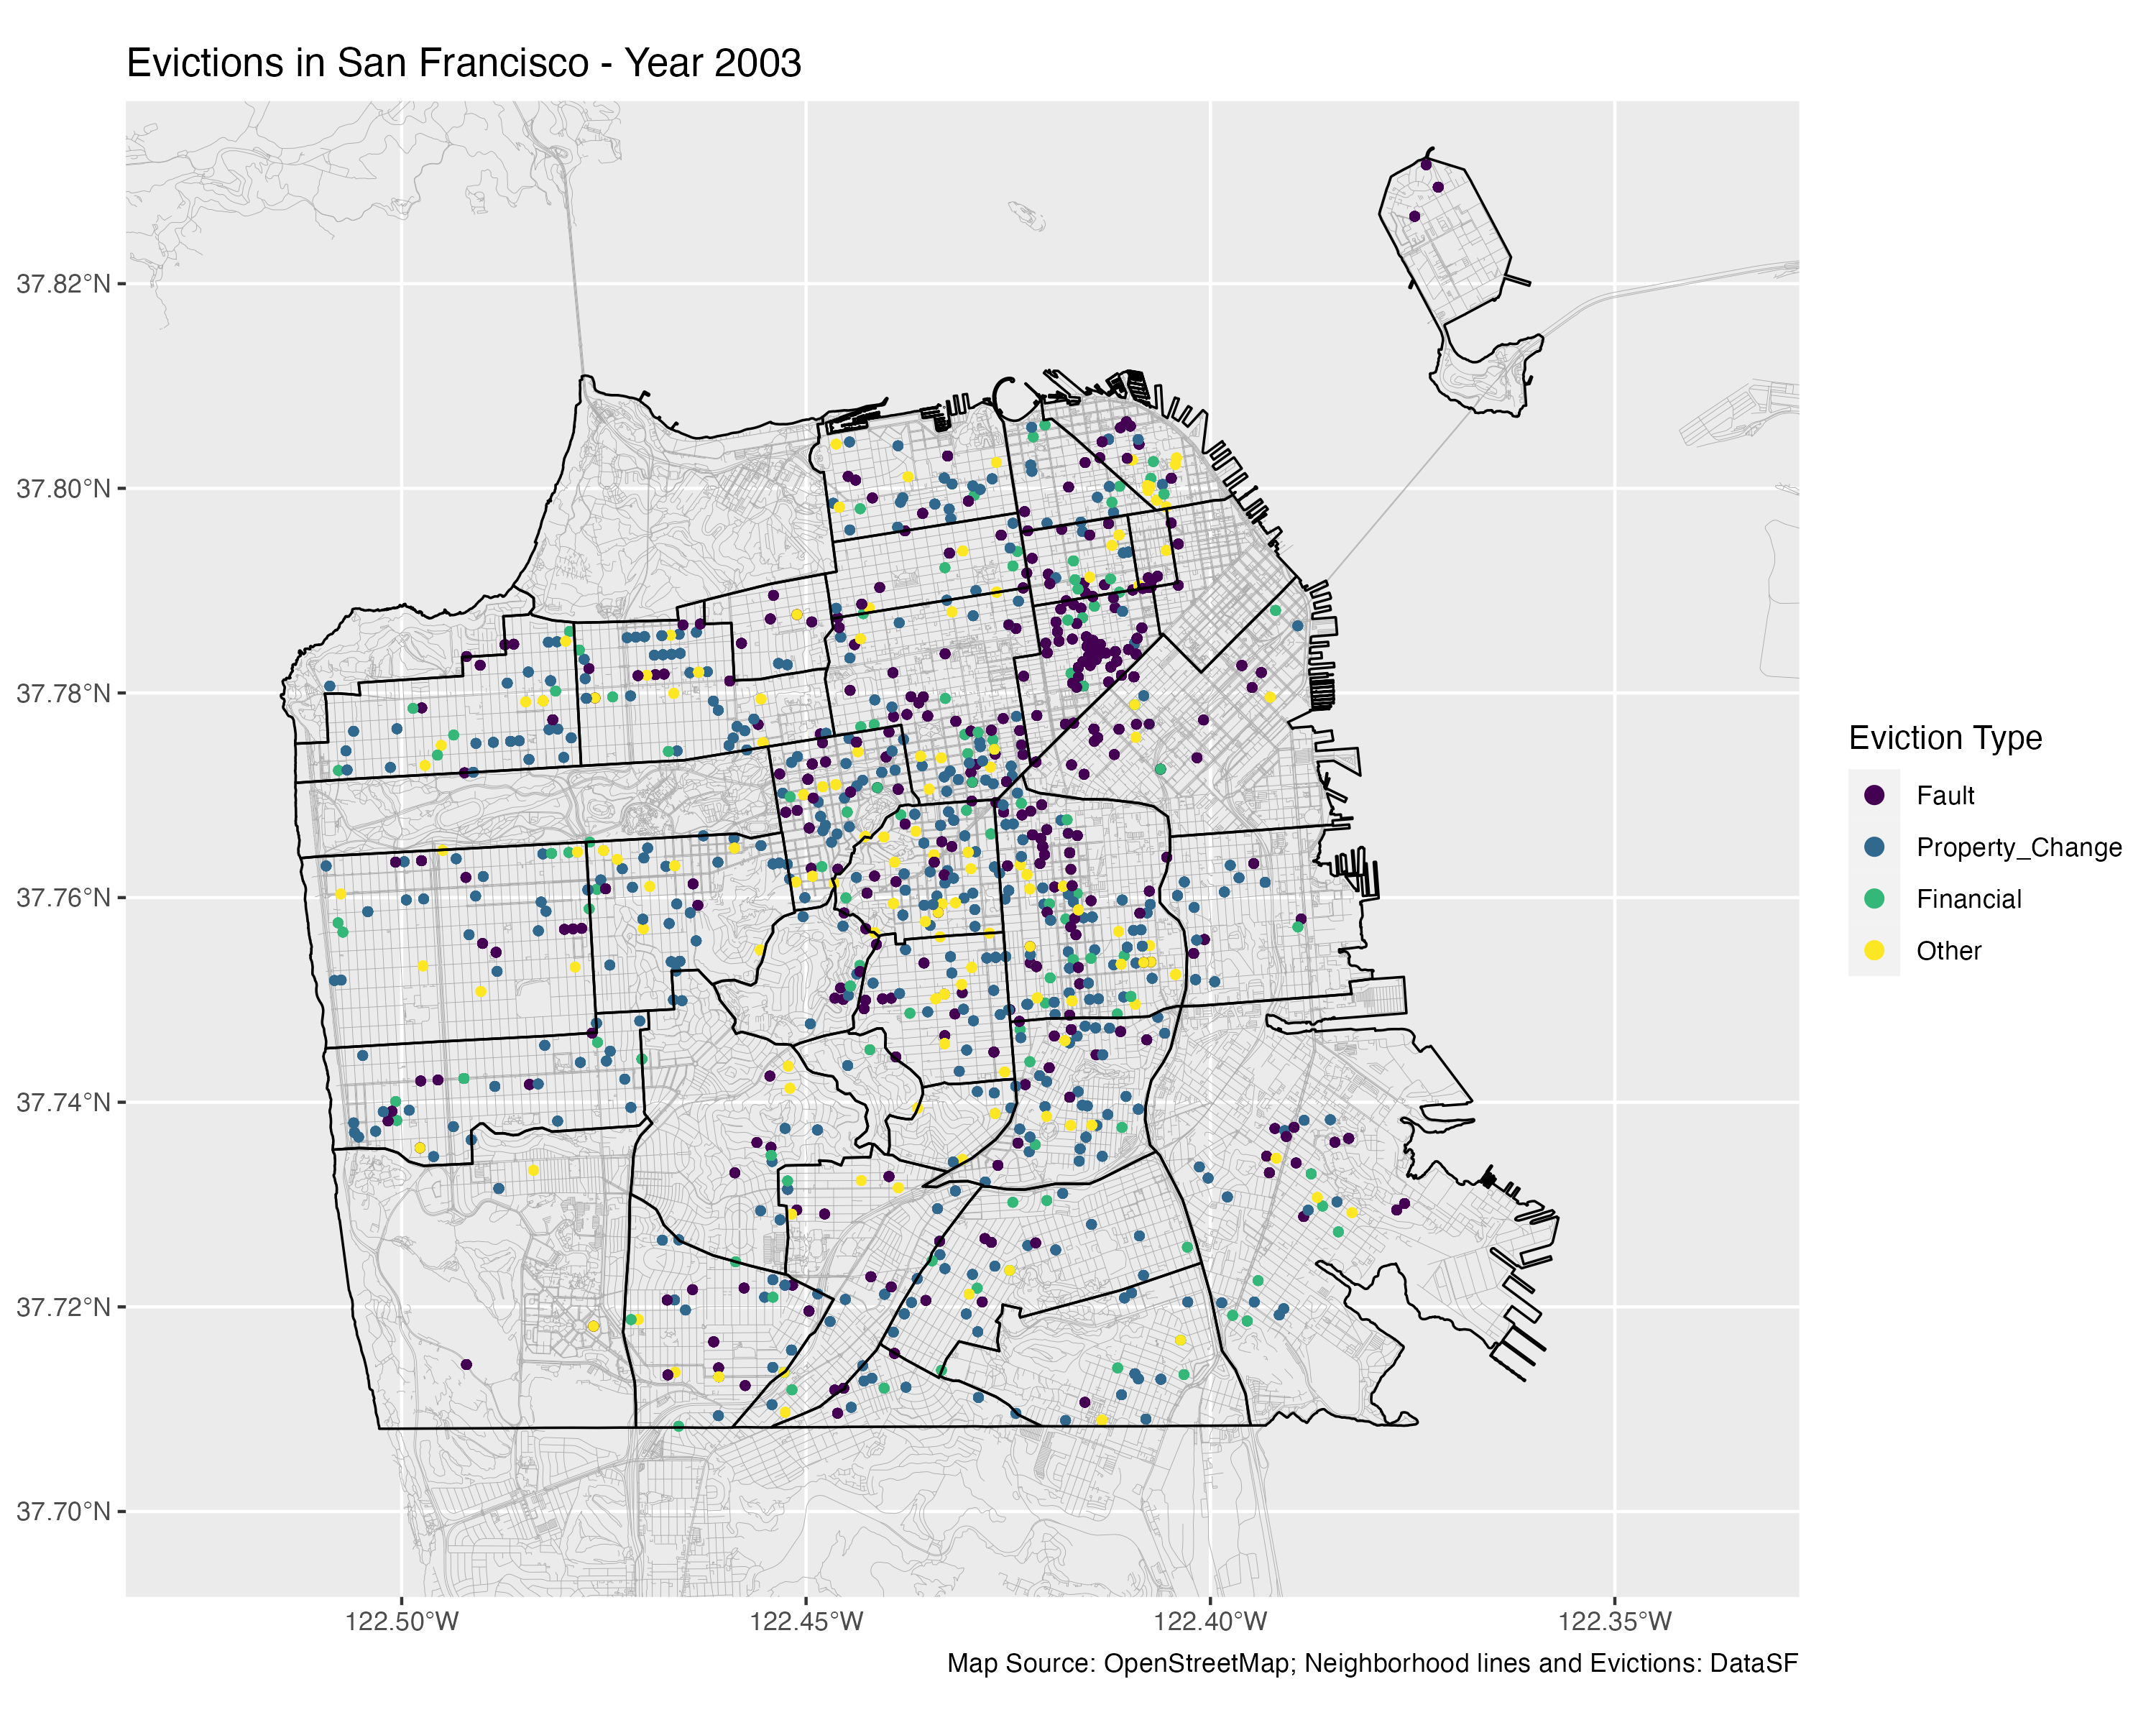 Evictions in San Francisco - Year 2003
37.82°N
37.80°N
37.78°N
37.76°N
37.74°N
37.72°N
37.70°N
122.50°W
122.45°W
122.40°W
122.35°W
Eviction Type
Fault
Property_Change
Financial
Other
Map Source: OpenStreetMap; Neighborhood lines and Evictions: DataSF